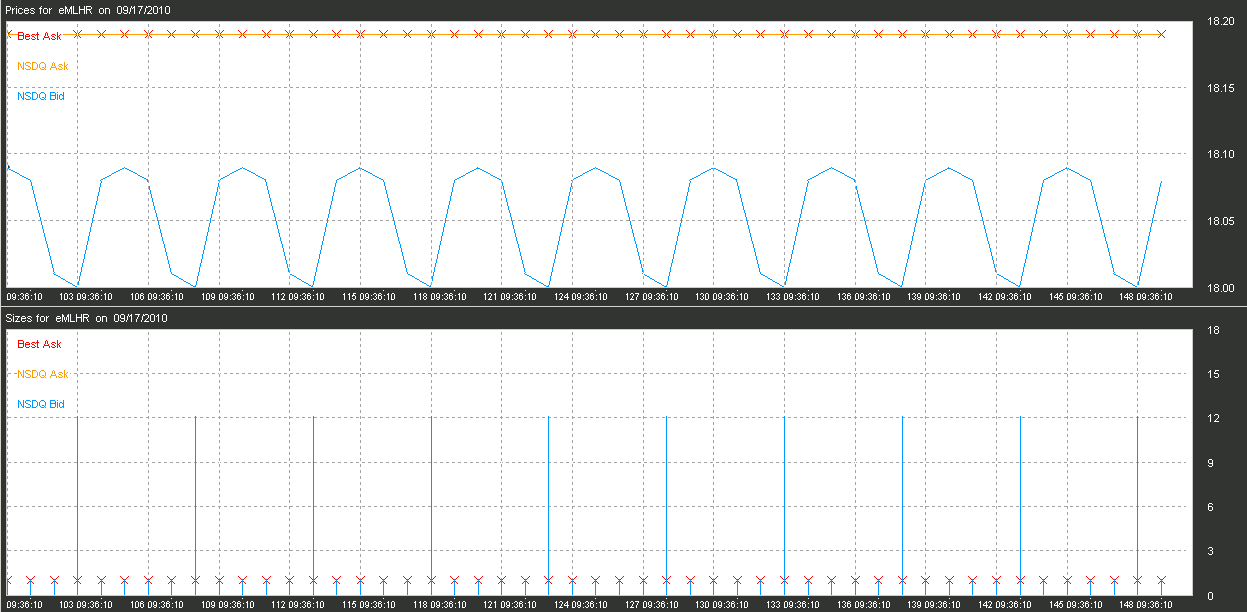 Prices for eMLHR on 09/17/2010
18.20
Best Ask
NSDQ Ask
18.15
NSDQ Bid
18.10
18.05
18.00
09:36:10 103 09:36:10 106 09:36:10 109 09:36:10 112 09:36:10 115 09:36:10 118 09:36:10 121 09:36:10 124 09:36:10 127 09:36:10 130 09:36:10 133 09:36:10 136 09:36:10 139 09:36:10 142 09:36:10 145 09:36:10 148 09:36:10
Sizes for eMLHR on 09/17/2010
18
Best Ask
NSDQ Ask
15
NSDQ Bid
12
9
6
3
0
09:36:10 103 09:36:10 106 09:36:10 109 09:36:10 112 09:36:10 115 09:36:10 118 09:36:10 121 09:36:10 124 09:36:10 127 09:36:10 130 09:36:10 133 09:36:10 136 09:36:10 139 09:36:10 142 09:36:10 145 09:36:10 148 09:36:10